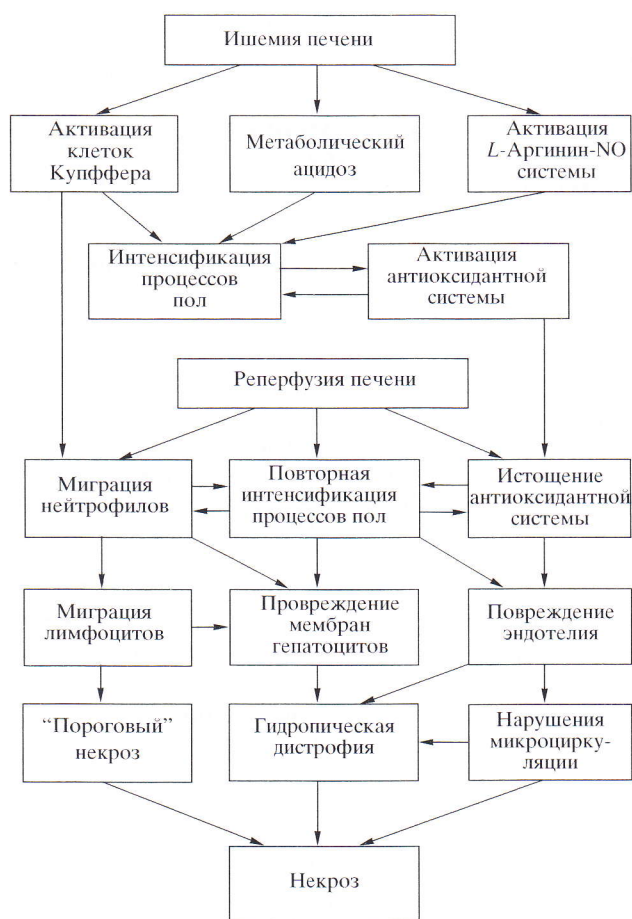 Ишемия печени
Активация
клеток
Купффера
Метаболический
ацидоз
Активация
L-Аргинин-NO
системы
Интенсификация
процессов
пол
Активация
антиоксидантной
системы
Реперфузия печени
Миграция
нейтрофилов
Повторная
интенсификация
процессов пол
Истощение
антиоксидантной
системы
Миграция
лимфоцитов
Провреждение
мембран
гепатоцитов
Повреждение
эндотелия
“Пороговый”
некроз
Гидропическая
дистрофия
Нарушения
микроцирку-
ляции
Некроз